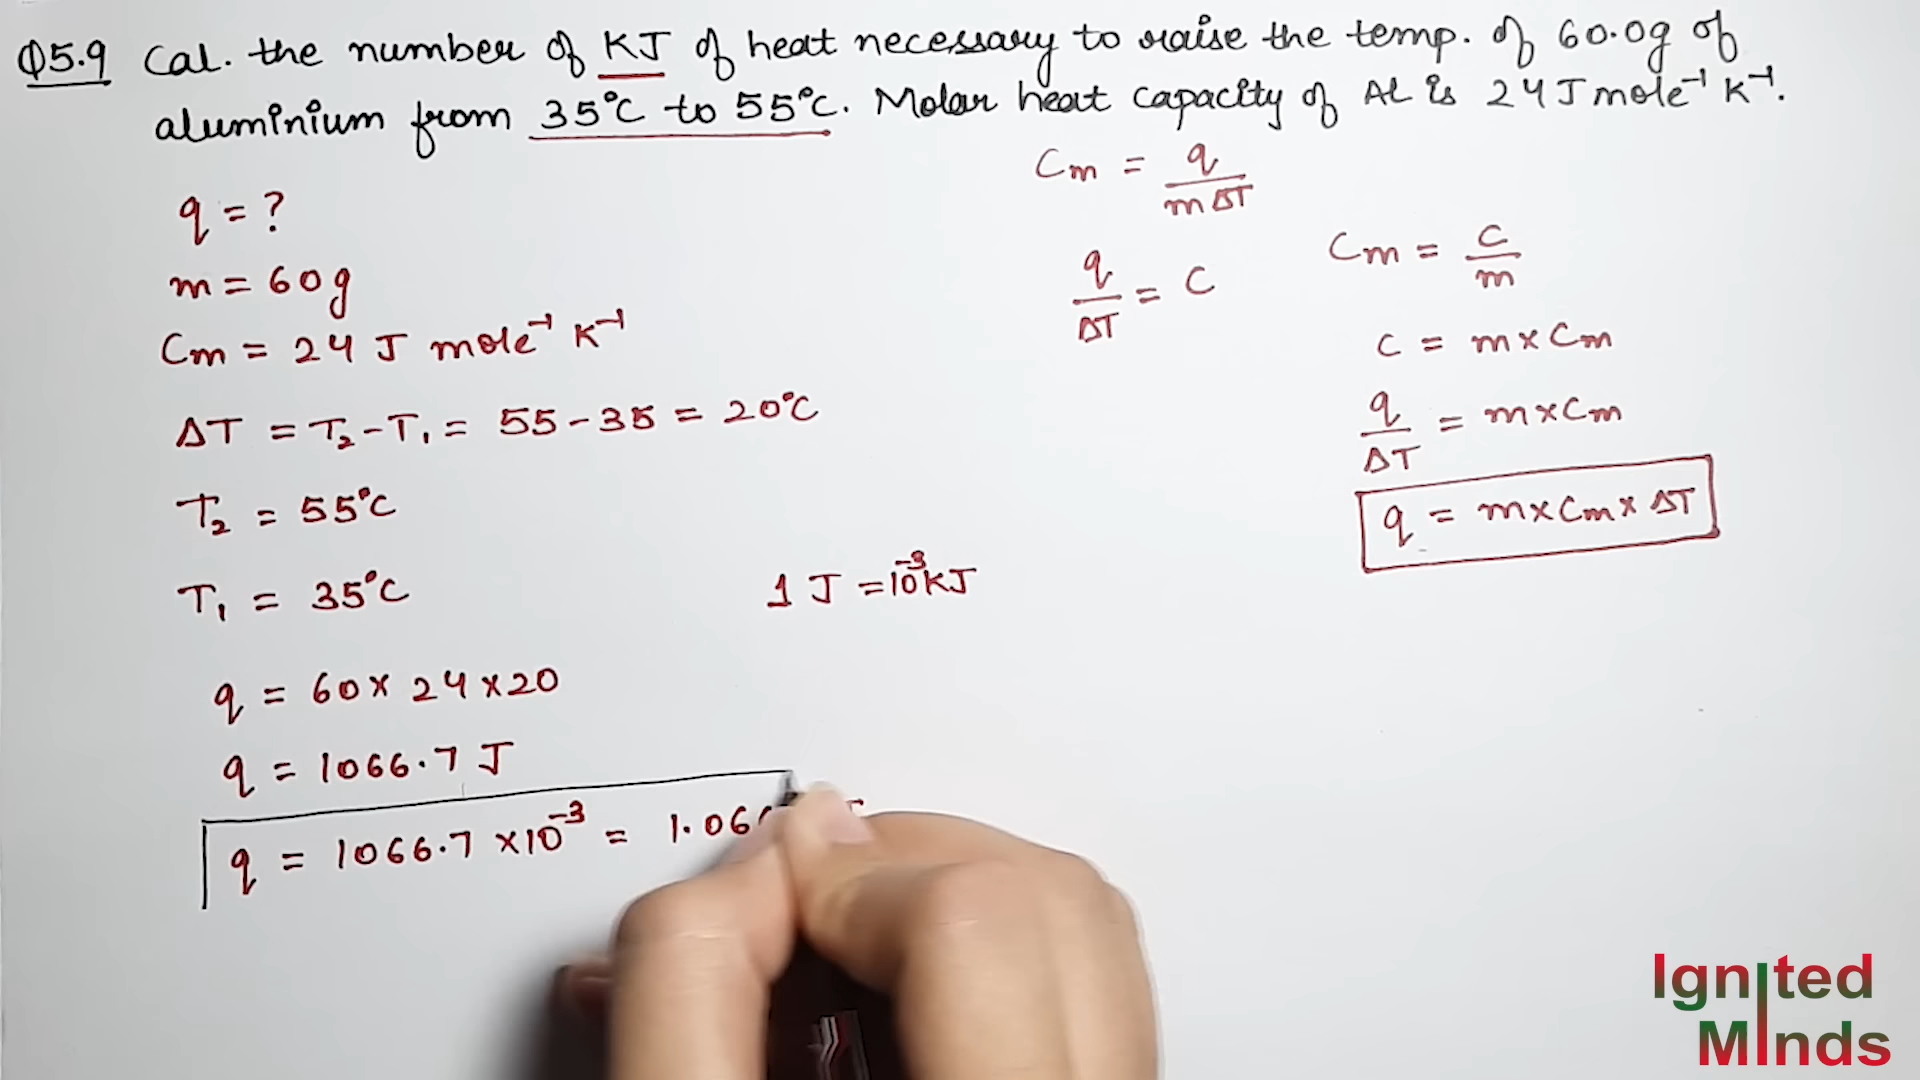 Q5.9 Cal. the number of KJ of heat necessary to raise the temp. of 60.0g of
aluminium from 35°C to 55°C. Molar heat capacity of Al is 24 J mole⁻¹ K⁻¹.
q = ?
m = 60g
Cm = 24 J mole⁻¹ K⁻¹
ΔT = T₂-T₁ = 55-35 = 20°C
T₂ = 55°C
T₁ = 35°C
q = 60 × 24 × 20
q = 1066.7 J
q = 1066.7 × 10⁻³ =
1 J = 10⁻³ KJ
Cm = q / mΔT
q / ΔT = C
Cm = C / m
C = m × Cm
q / ΔT = m × Cm
q = m × Cm × ΔT
Ignited
Minds